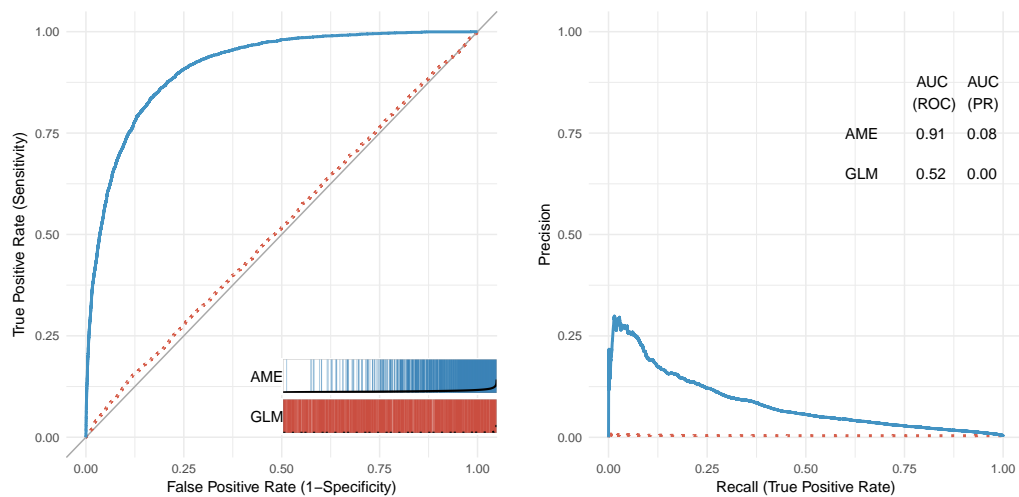 1.00
0.75
0.50
0.25
0.00
True Positive Rate (Sensitivity)
AME
GLM
0.00 0.25 0.50 0.75 1.00
False Positive Rate (1−Specificity)
1.00
0.75
0.50
0.25
0.00
Precision
AUC AUC
(ROC) (PR)
AME 0.91 0.08
GLM 0.52 0.00
0.00 0.25 0.50 0.75 1.00
Recall (True Positive Rate)